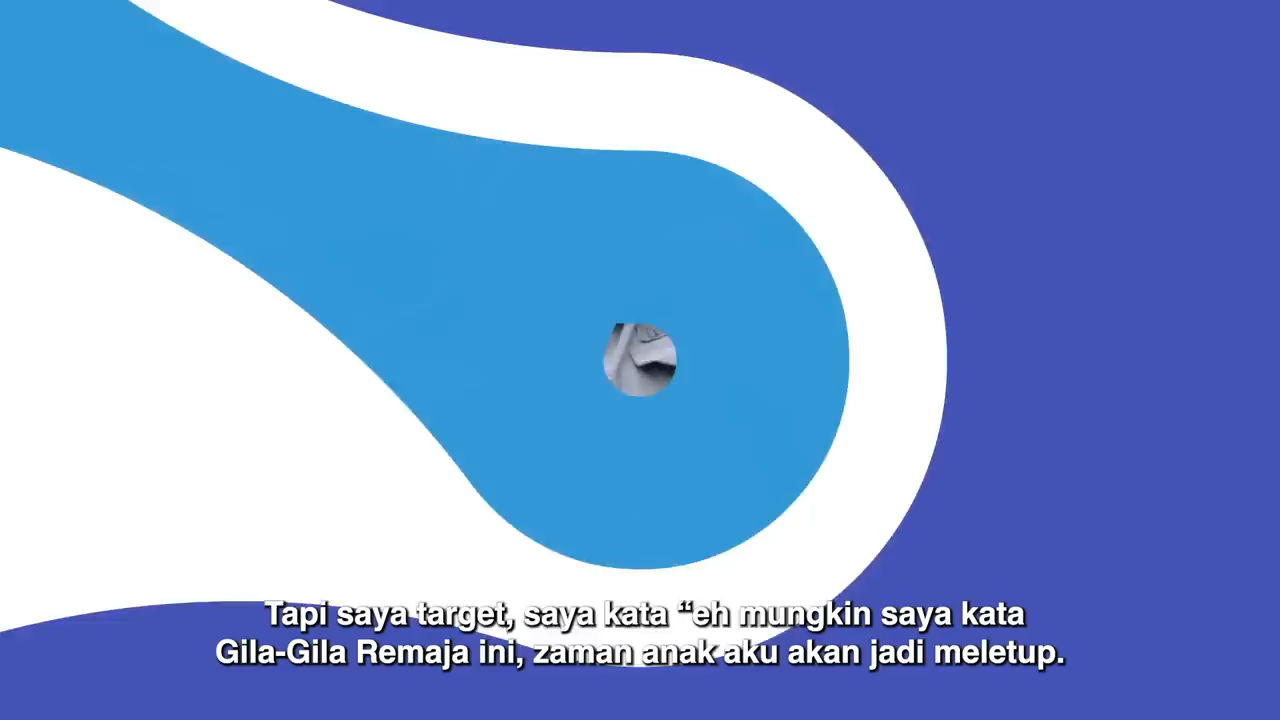 Tapi saya target, saya kata “eh mungkin saya kata
Gila-Gila Remaja ini, zaman anak aku akan jadi meletup.